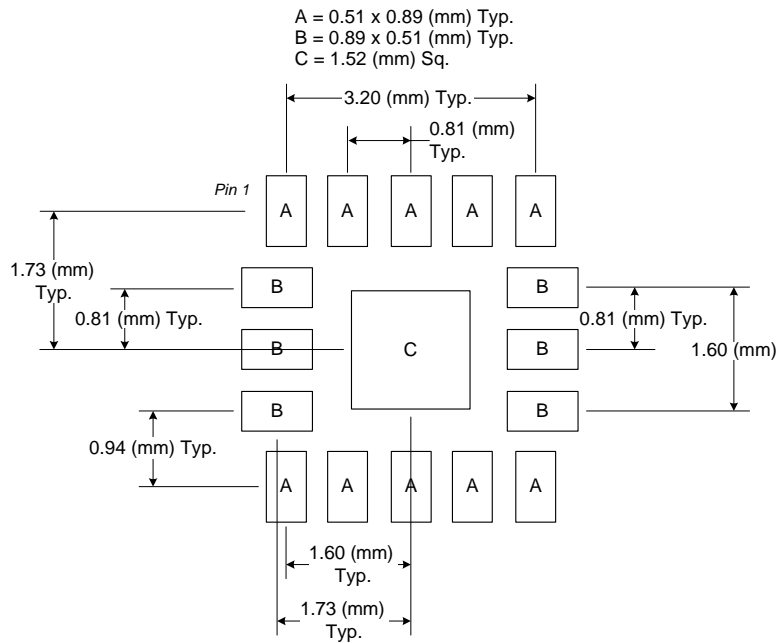 A = 0.51 x 0.89 (mm) Typ.
B = 0.89 x 0.51 (mm) Typ.
C = 1.52 (mm) Sq.
3.20 (mm) Typ.
0.81 (mm)
Typ.
Pin 1
A A A A A
1.73 (mm)
Typ.
B B
0.81 (mm) Typ.
0.81 (mm) Typ.
B C B
1.60 (mm)
B B
0.94 (mm) Typ.
A A A A A
1.60 (mm)
Typ.
1.73 (mm)
Typ.